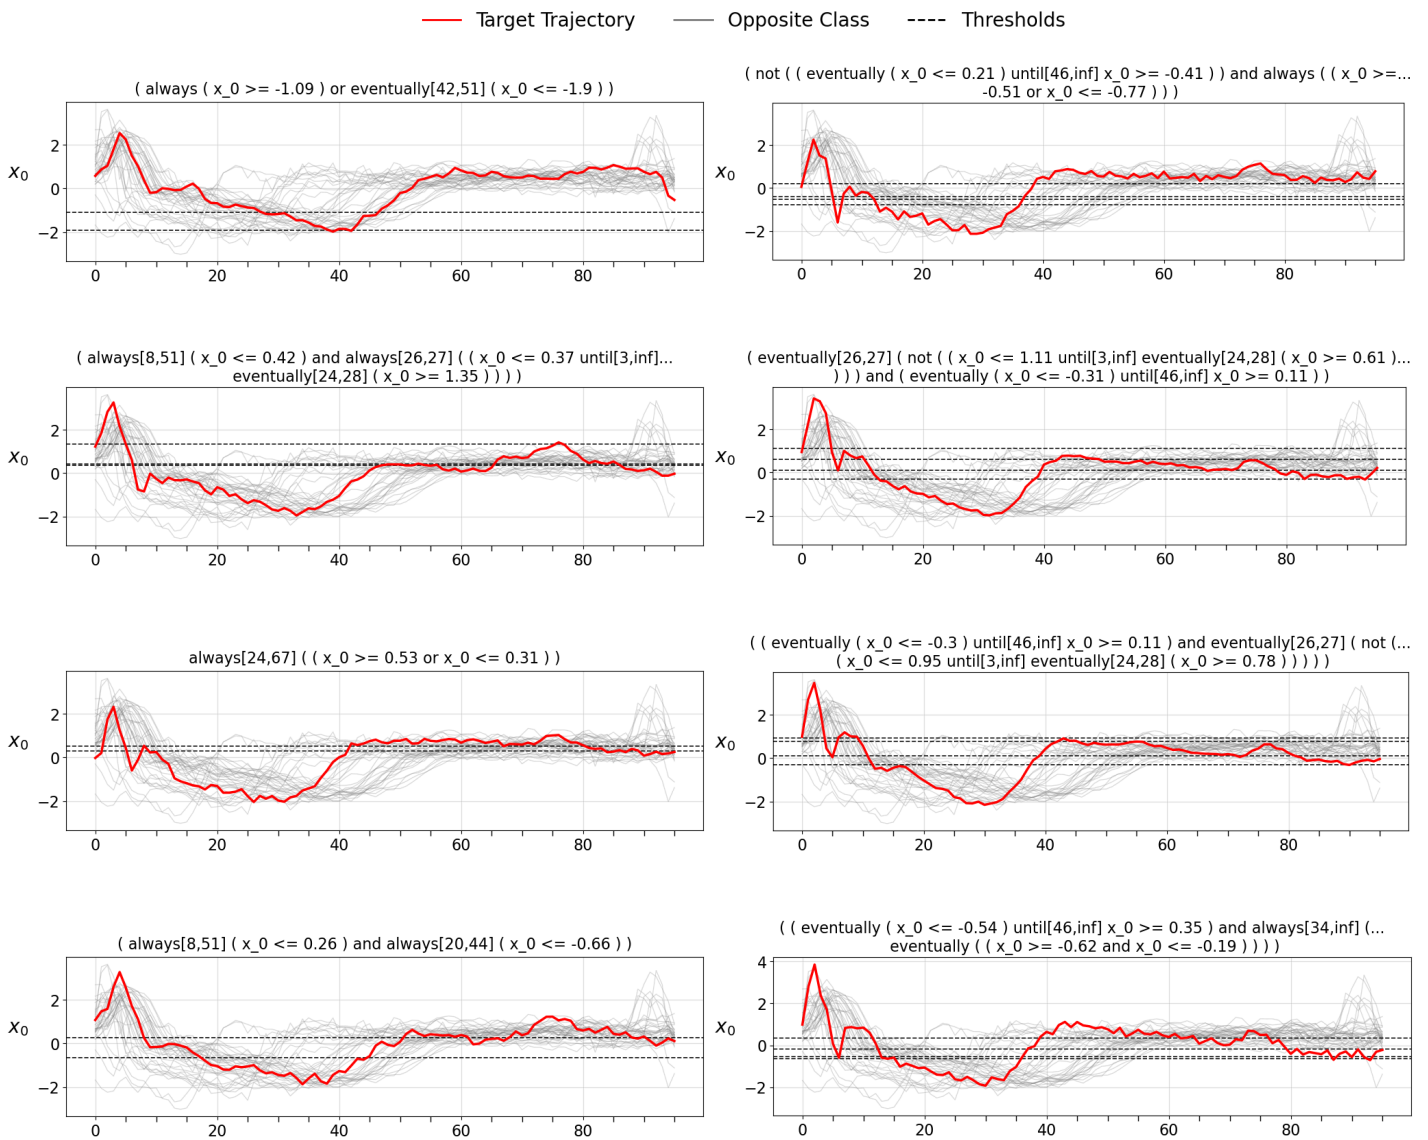 Target Trajectory Opposite Class Thresholds
( always ( x_0 >= -1.09 ) or eventually[42,51] ( x_0 <= -1.9 ) )
x0
2
0
−2
0 20 40 60 80
( not ( ( eventually ( x_0 <= 0.21 ) until[46,inf] x_0 >= -0.41 ) ) and always ( ( x_0 >=...
-0.51 or x_0 <= -0.77 ) ) )
x0
2
0
−2
0 20 40 60 80
( always[8,51] ( x_0 <= 0.42 ) and always[26,27] ( ( x_0 <= 0.37 until[3,inf]...
eventually[24,28] ( x_0 >= 1.35 ) ) ) )
x0
2
0
−2
0 20 40 60 80
( eventually[26,27] ( not ( ( x_0 <= 1.11 until[3,inf] eventually[24,28] ( x_0 >= 0.61 )...
) ) ) and ( eventually ( x_0 <= -0.31 ) until[46,inf] x_0 >= 0.11 ) )
x0
2
0
−2
0 20 40 60 80
always[24,67] ( ( x_0 >= 0.53 or x_0 <= 0.31 ) )
x0
2
0
−2
0 20 40 60 80
( ( eventually ( x_0 <= -0.3 ) until[46,inf] x_0 >= 0.11 ) and eventually[26,27] ( not (...
( x_0 <= 0.95 until[3,inf] eventually[24,28] ( x_0 >= 0.78 ) ) ) ) )
x0
2
0
−2
0 20 40 60 80
( always[8,51] ( x_0 <= 0.26 ) and always[20,44] ( x_0 <= -0.66 ) )
x0
2
0
−2
0 20 40 60 80
( ( eventually ( x_0 <= -0.54 ) until[46,inf] x_0 >= 0.35 ) and always[34,inf] (...
eventually ( ( x_0 >= -0.62 and x_0 <= -0.19 ) ) ) )
x0
4
2
0
−2
0 20 40 60 80